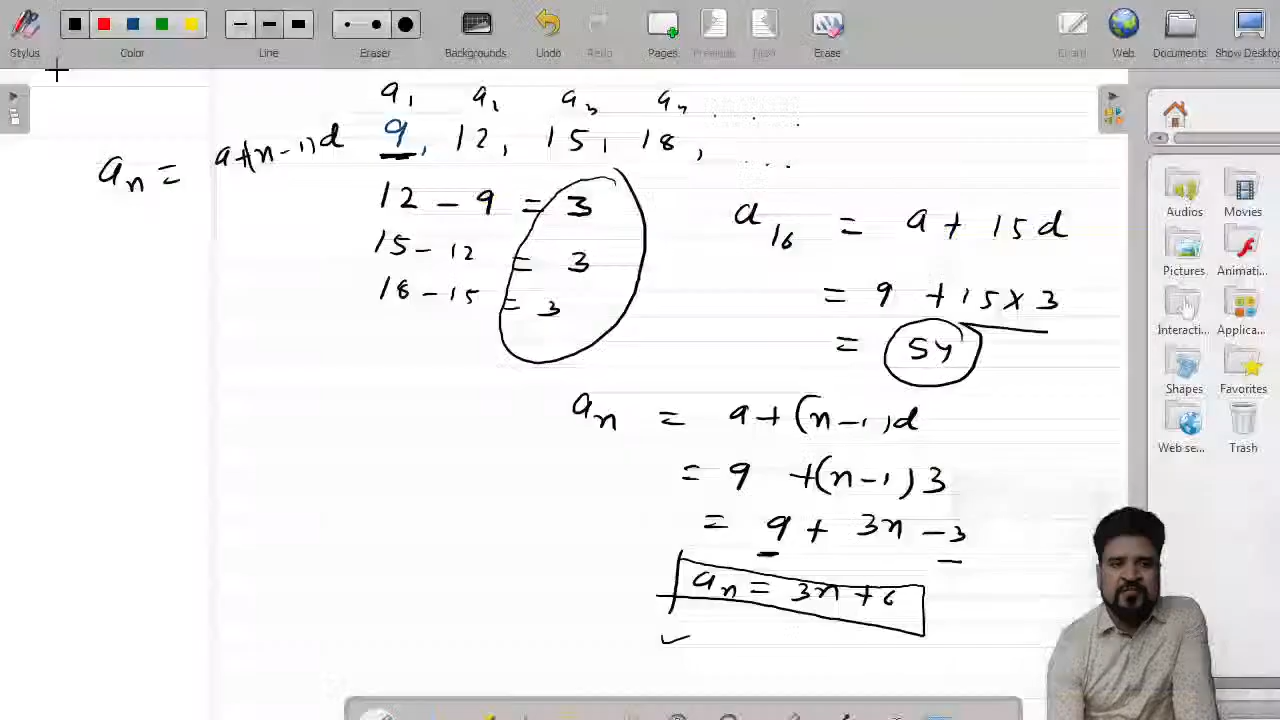 Stylus Color Line Eraser Backgrounds Undo Redo Pages Previous Next Erase Board Web Documents Show Desktop
a₁ a₂ a₃ a₄
aₙ = a+(n-1)d 9, 12, 15, 18, ...
12 - 9 = 3
15 - 12 = 3
18 - 15 = 3
a₁₆ = a + 15d
= 9 + 15 x 3
= 54
aₙ = a + (n-1)d
= 9 + (n-1)3
= 9 + 3n - 3
aₙ = 3n + 6
Audios Movies
Pictures Animati...
Interacti... Applica...
Shapes Favorites
Web se... Trash